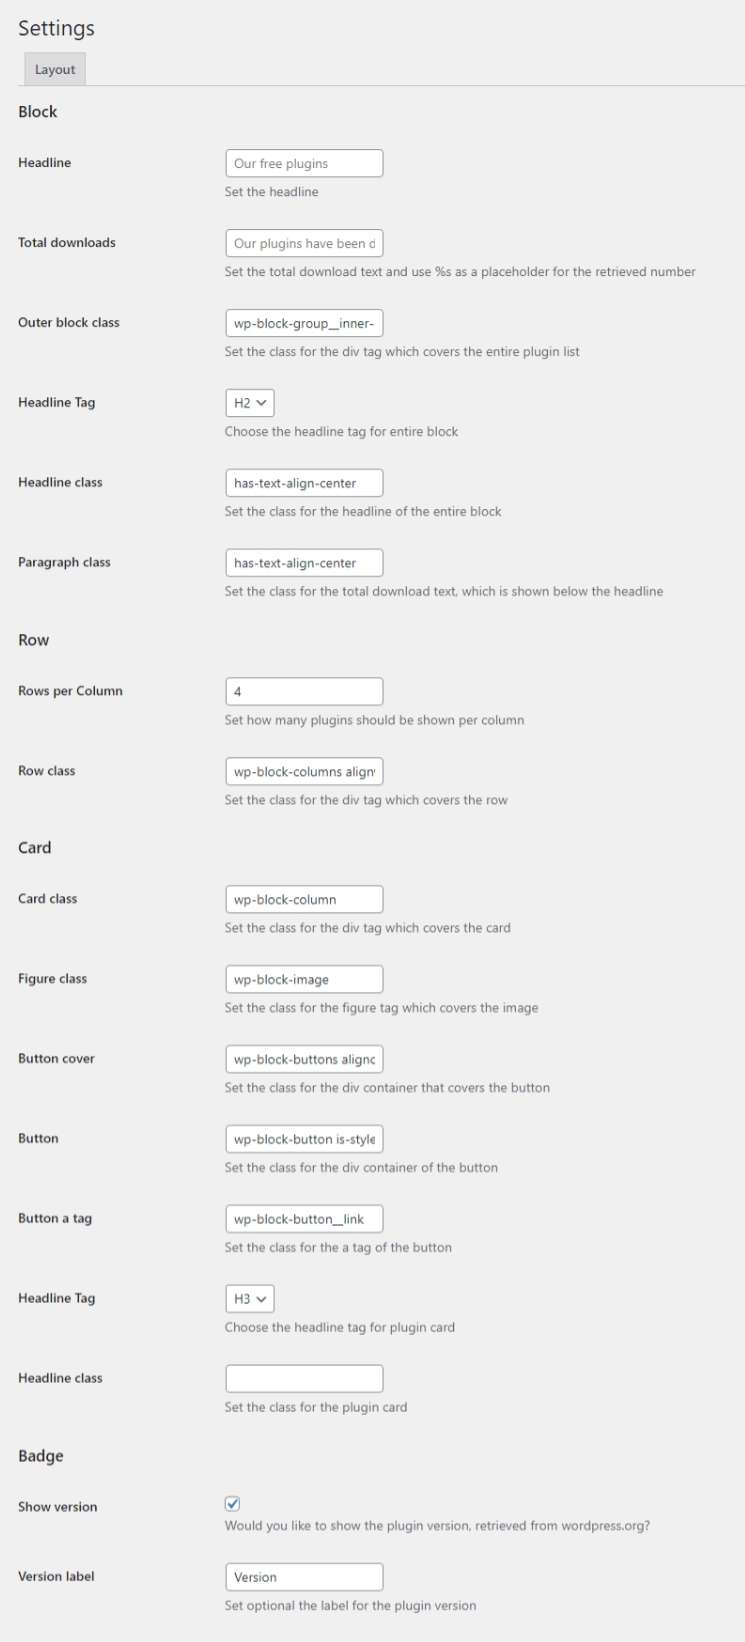 Settings
Layout
Block
Headline
Our free plugins
Set the headline
Total downloads
Our plugins have been d
Set the total download text and use %s as a placeholder for the retrieved number
Outer block class
wp-block-group__inner-
Set the class for the div tag which covers the entire plugin list
Headline Tag
H2
Choose the headline tag for entire block
Headline class
has-text-align-center
Set the class for the headline of the entire block
Paragraph class
has-text-align-center
Set the class for the total download text, which is shown below the headline
Row
Rows per Column
4
Set how many plugins should be shown per column
Row class
wp-block-columns align
Set the class for the div tag which covers the row
Card
Card class
wp-block-column
Set the class for the div tag which covers the card
Figure class
wp-block-image
Set the class for the figure tag which covers the image
Button cover
wp-block-buttons alignc
Set the class for the div container that covers the button
Button
wp-block-button is-style
Set the class for the div container of the button
Button a tag
wp-block-button__link
Set the class for the a tag of the button
Headline Tag
H3
Choose the headline tag for plugin card
Headline class
Set the class for the plugin card
Badge
Show version
Would you like to show the plugin version, retrieved from wordpress.org?
Version label
Version
Set optional the label for the plugin version